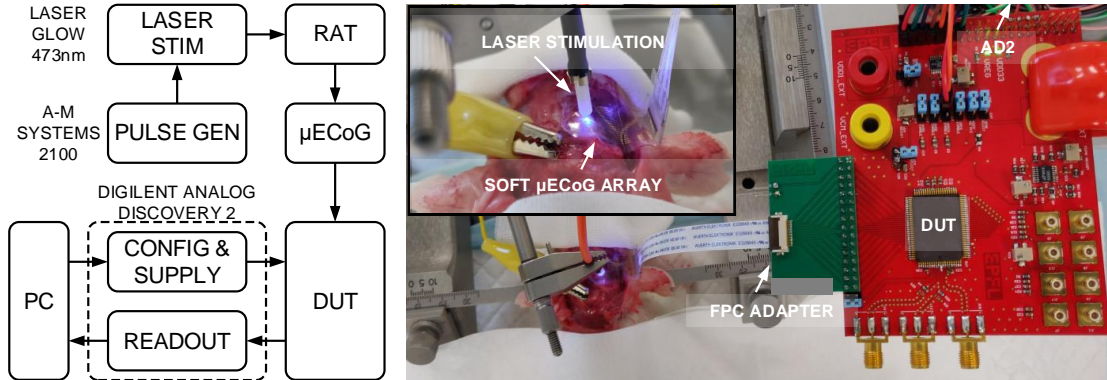 LASER
GLOW
473nm
LASER
STIM
RAT
A-M
SYSTEMS
2100
PULSE GEN
µECoG
DIGILENT ANALOG
DISCOVERY 2
CONFIG &
SUPPLY
PC
DUT
READOUT
LASER STIMULATION
SOFT µECoG ARRAY
AD2
DUT
FPC ADAPTER
EPFL